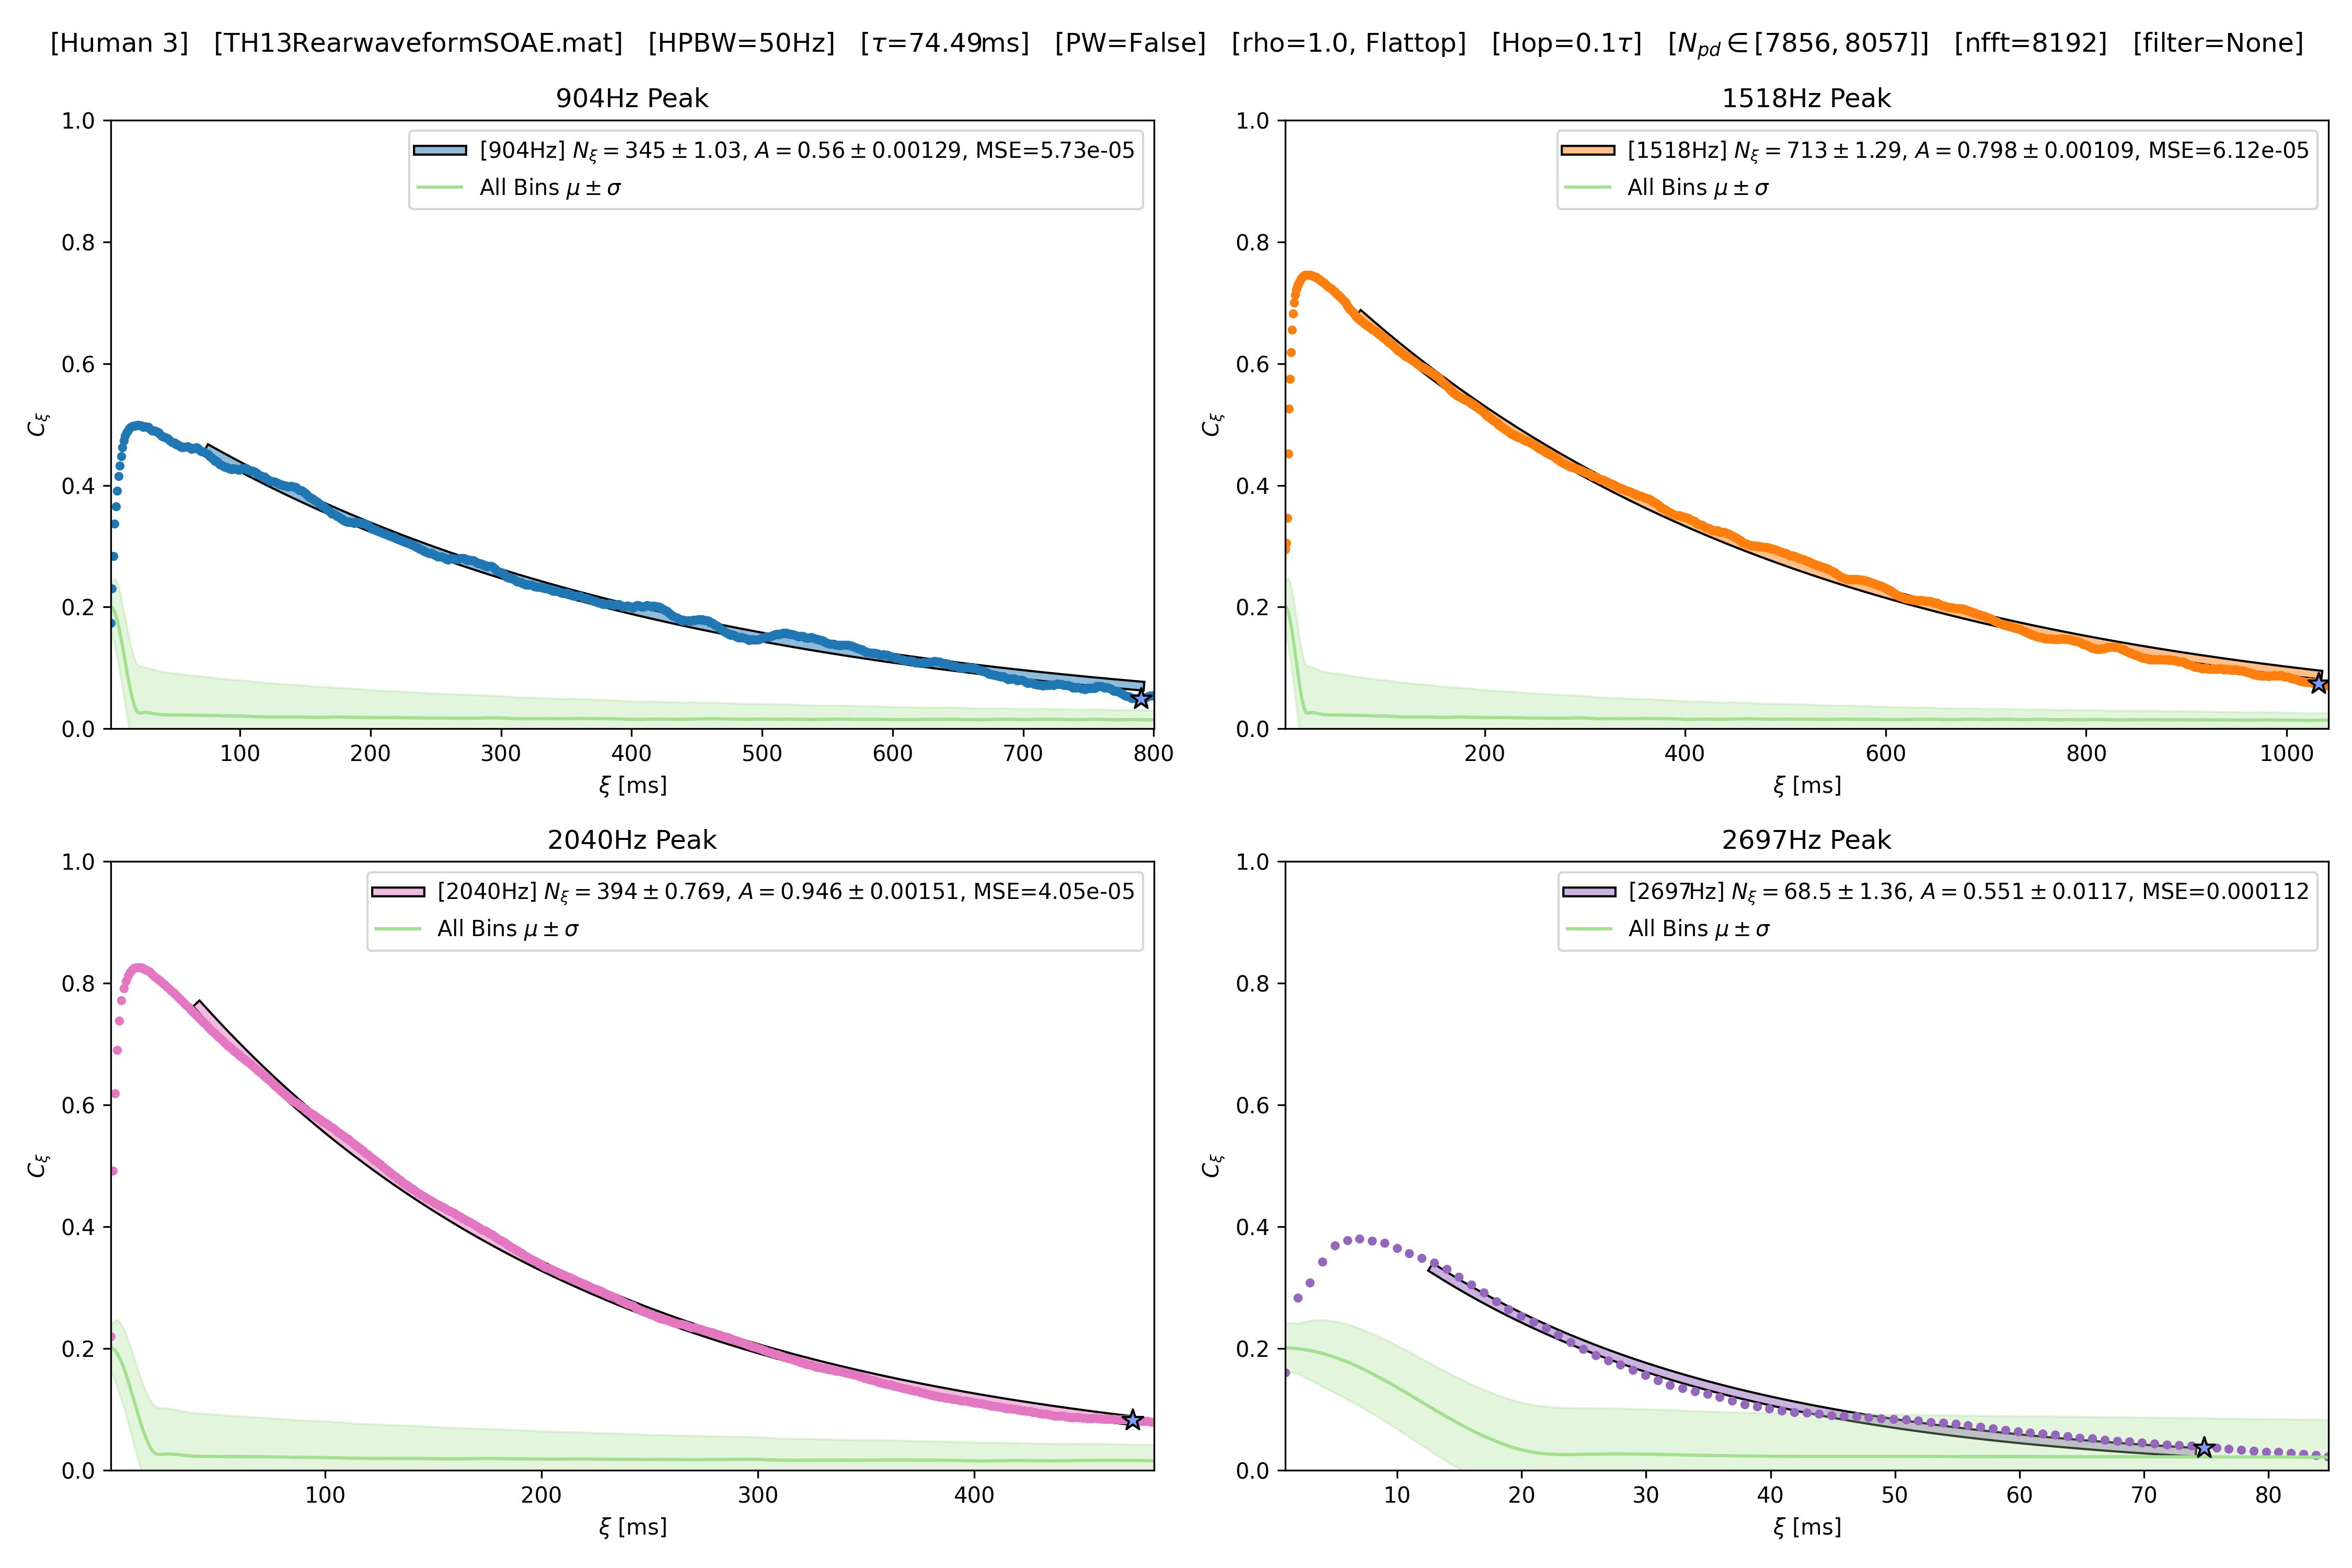 [Human 3] [TH13RearwaveformSOAE.mat] [HPBW=50Hz] [τ=74.49ms] [PW=False] [rho=1.0, Flattop] [Hop=0.1τ] [N_pd ∈ [7856, 8057]] [nfft=8192] [filter=None]
904Hz Peak
[904Hz] N_ξ = 345 ± 1.03, A = 0.56 ± 0.00129, MSE=5.73e-05
All Bins μ ± σ
1.0
0.8
0.6
0.4
0.2
0.0
C_ξ
100 200 300 400 500 600 700 800
ξ [ms]
1518Hz Peak
[1518Hz] N_ξ = 713 ± 1.29, A = 0.798 ± 0.00109, MSE=6.12e-05
All Bins μ ± σ
1.0
0.8
0.6
0.4
0.2
0.0
C_ξ
200 400 600 800 1000
ξ [ms]
2040Hz Peak
[2040Hz] N_ξ = 394 ± 0.769, A = 0.946 ± 0.00151, MSE=4.05e-05
All Bins μ ± σ
1.0
0.8
0.6
0.4
0.2
0.0
C_ξ
100 200 300 400
ξ [ms]
2697Hz Peak
[2697Hz] N_ξ = 68.5 ± 1.36, A = 0.551 ± 0.0117, MSE=0.000112
All Bins μ ± σ
1.0
0.8
0.6
0.4
0.2
0.0
C_ξ
10 20 30 40 50 60 70 80
ξ [ms]